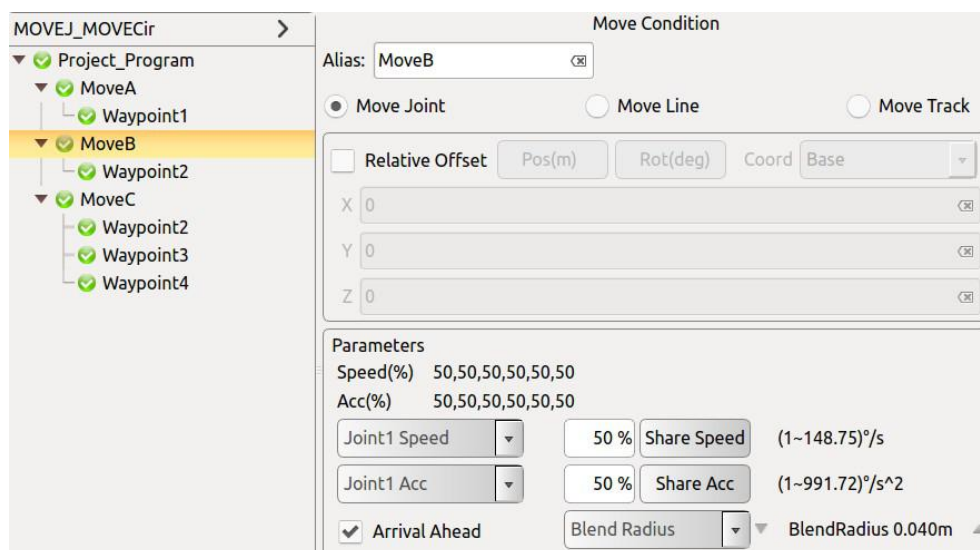 MOVEJ_MOVECir
Project_Program
MoveA
Waypoint1
MoveB
Waypoint2
MoveC
Waypoint2
Waypoint3
Waypoint4
Move Condition
Alias: MoveB
Move Joint Move Line Move Track
Relative Offset Pos(m) Rot(deg) Coord Base
X 0
Y 0
Z 0
Parameters
Speed(%) 50,50,50,50,50,50
Acc(%) 50,50,50,50,50,50
Joint1 Speed 50 % Share Speed (1~148.75)°/s
Joint1 Acc 50 % Share Acc (1~991.72)°/s^2
Arrival Ahead Blend Radius BlendRadius 0.040m